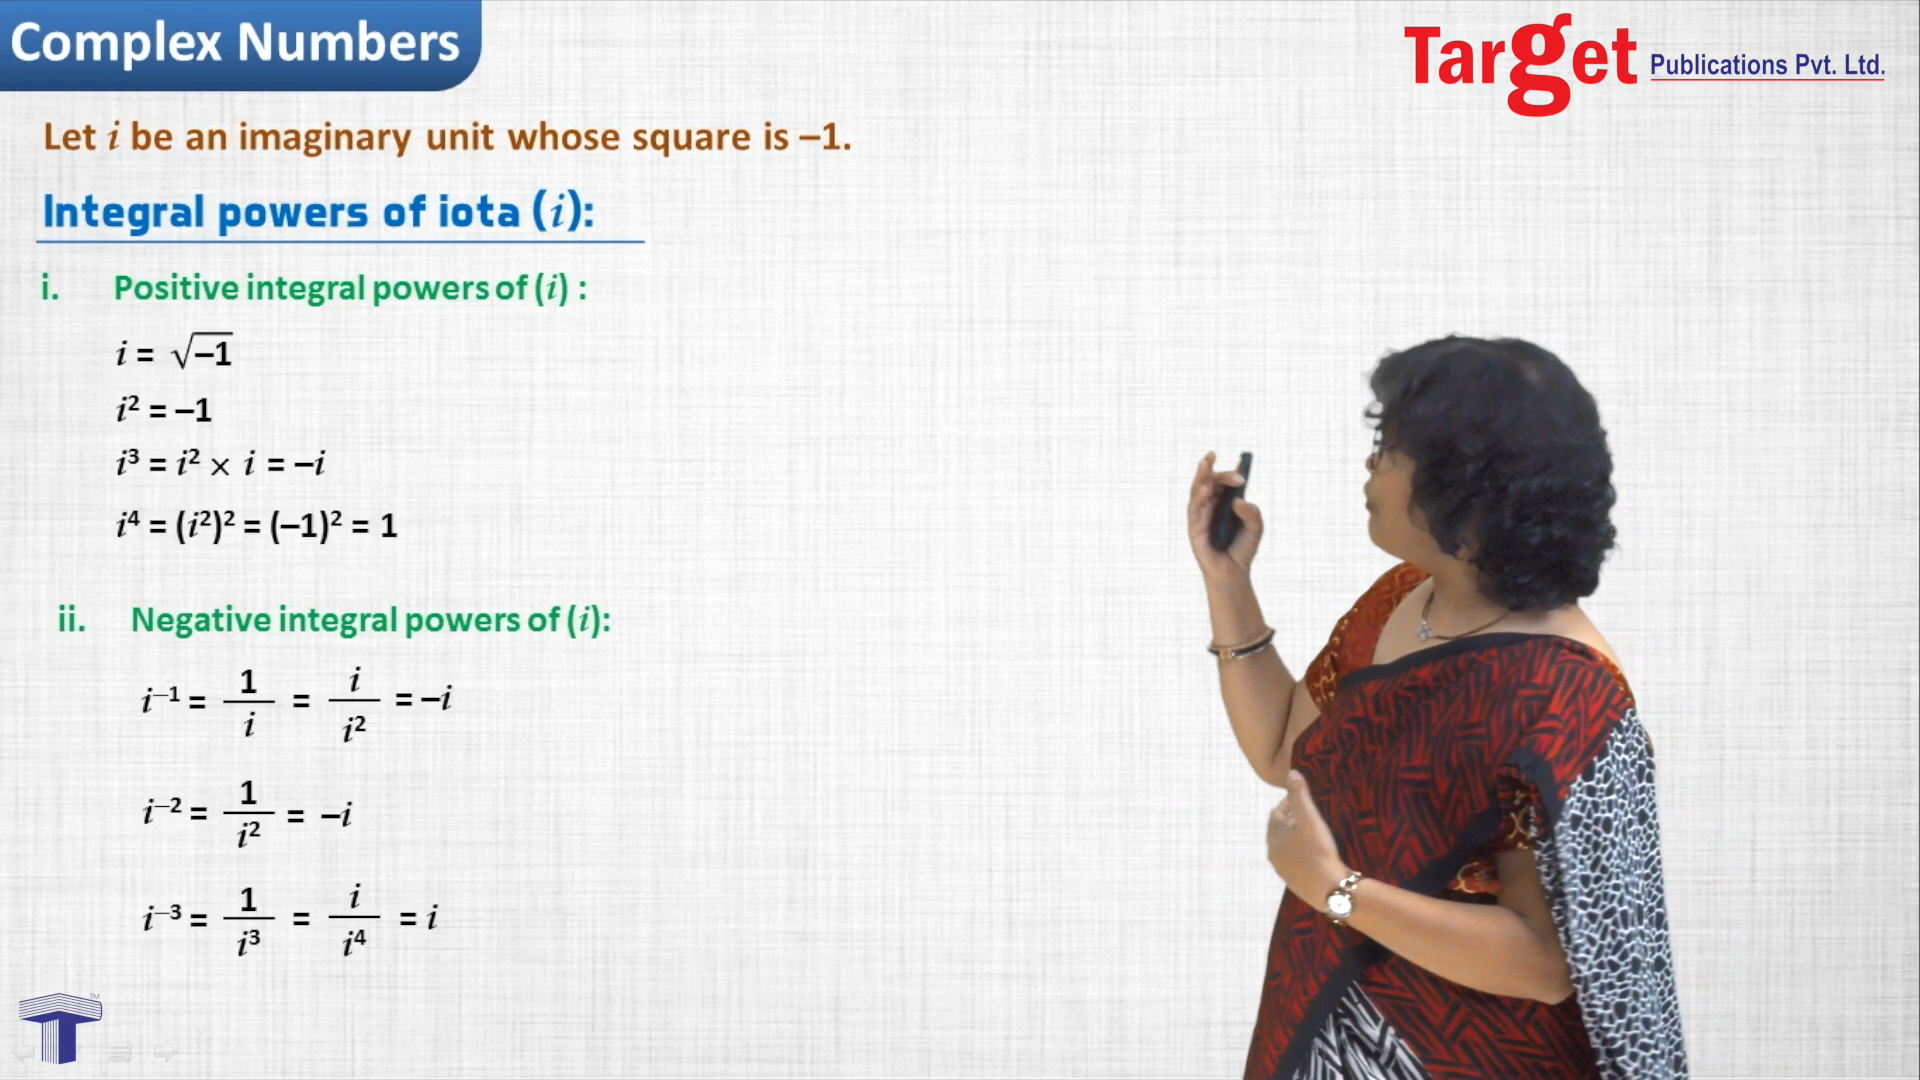 Complex Numbers
Target Publications Pvt. Ltd.
Let i be an imaginary unit whose square is –1.
Integral powers of iota (i):
i. Positive integral powers of (i) :
i = √–1
i² = –1
i³ = i² × i = –i
i⁴ = (i²)² = (–1)² = 1
ii. Negative integral powers of (i):
i⁻¹ = 1/i = i/i² = –i
i⁻² = 1/i² = –i
i⁻³ = 1/i³ = i/i⁴ = i
T™